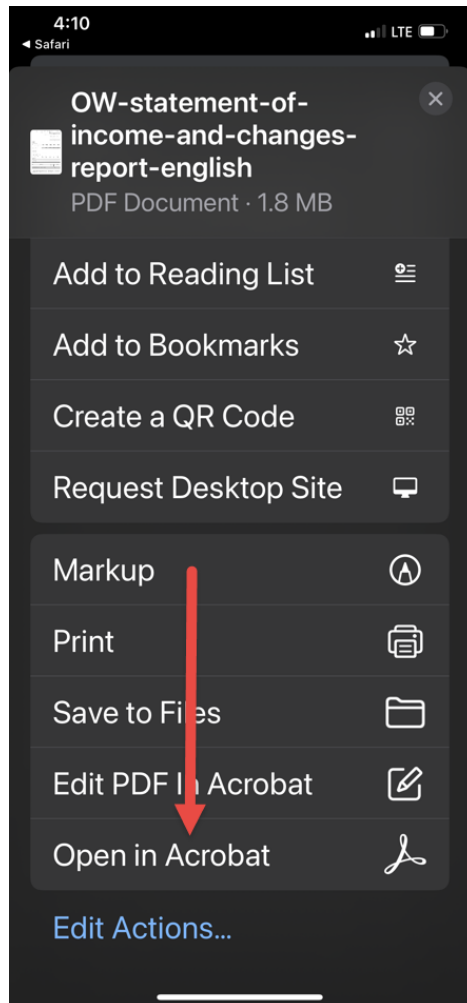 4:10
LTE
◀ Safari
OW-statement-of-
income-and-changes-
report-english
PDF Document · 1.8 MB
Add to Reading List
Add to Bookmarks
Create a QR Code
Request Desktop Site
Markup
Print
Save to Files
Edit PDF In Acrobat
Open in Acrobat
Edit Actions...